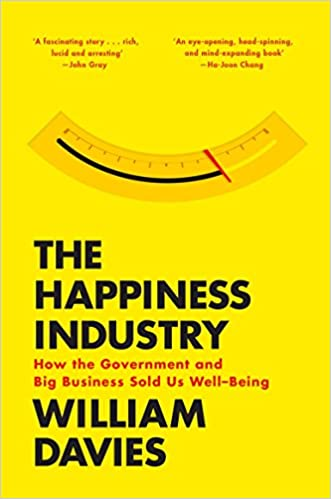 ‘A fascinating story . . . rich,
lucid and arresting’
—John Gray
‘An eye-opening, head-spinning,
and mind-expanding book’
—Ha-Joon Chang
THE
HAPPINESS
INDUSTRY
How the Government and
Big Business Sold Us Well-Being
WILLIAM
DAVIES